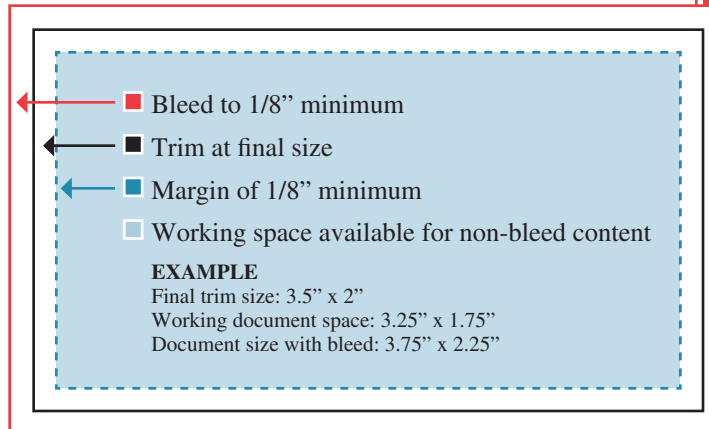 Bleed to 1/8” minimum
Trim at final size
Margin of 1/8” minimum
Working space available for non-bleed content
EXAMPLE
Final trim size: 3.5” x 2”
Working document space: 3.25” x 1.75”
Document size with bleed: 3.75” x 2.25”